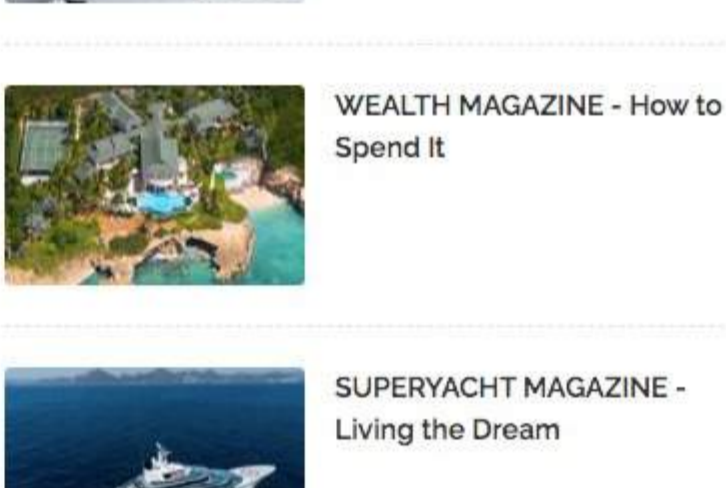 WEALTH MAGAZINE - How to
Spend It
SUPERYACHT MAGAZINE -
Living the Dream